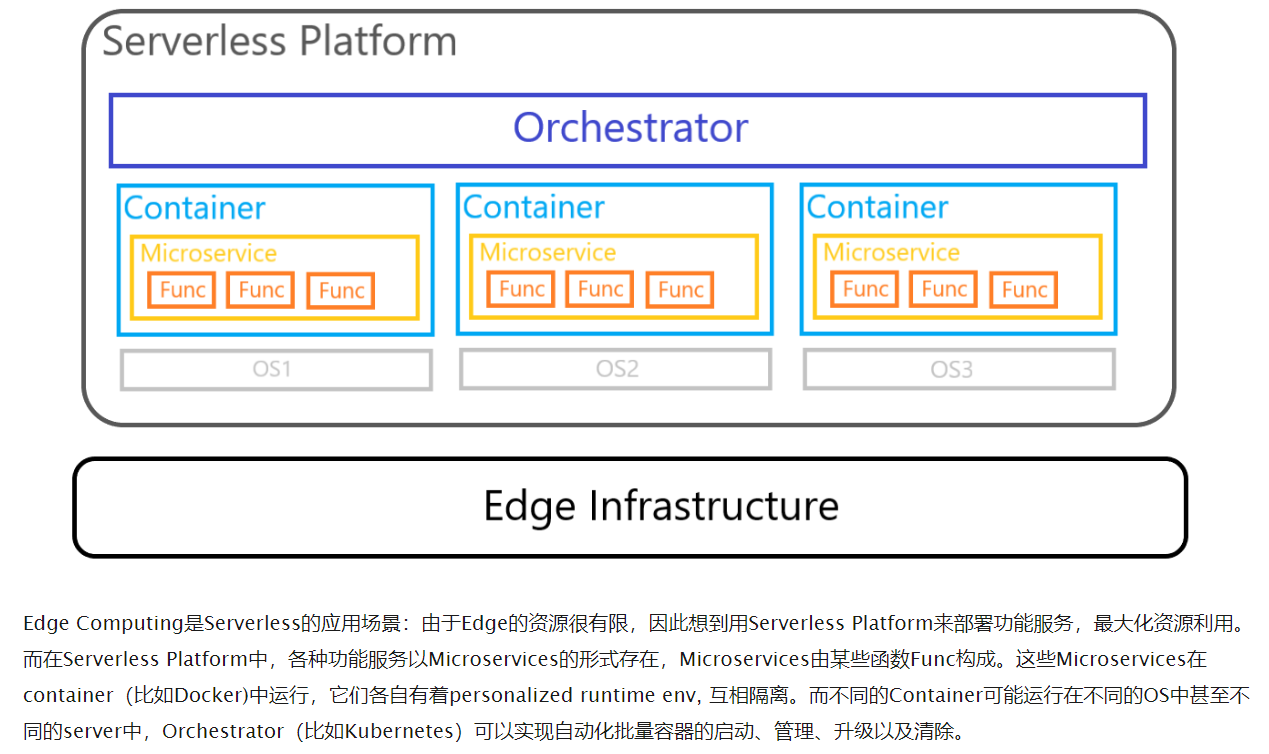 Serverless Platform
Orchestrator
Container
Microservice
Func Func Func
OS1
Container
Microservice
Func Func Func
OS2
Container
Microservice
Func Func Func
OS3
Edge Infrastructure
Edge Computing是Serverless的应用场景：由于Edge的资源很有限，因此想到用Serverless Platform来部署功能服务，最大化资源利用。
而在Serverless Platform中，各种功能服务以Microservices的形式存在，Microservices由某些函数Func构成。这些Microservices在
container（比如Docker)中运行，它们各自有着personalized runtime env, 互相隔离。而不同的Container可能运行在不同的OS中甚至不
同的server中，Orchestrator（比如Kubernetes）可以实现自动化批量容器的启动、管理、升级以及清除。